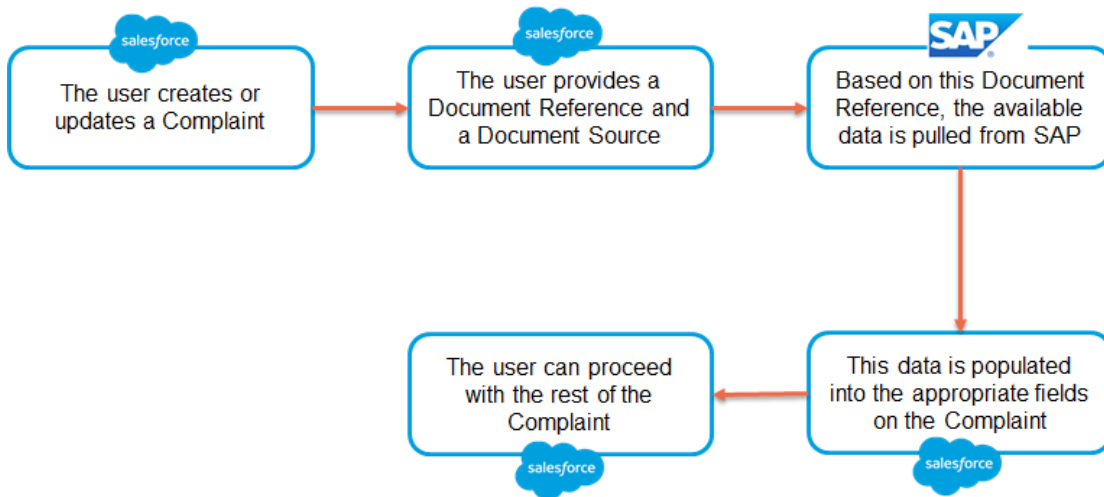 salesforce
The user creates or
updates a Complaint
salesforce
The user provides a
Document Reference and
a Document Source
SAP
®
Based on this Document
Reference, the available
data is pulled from SAP
This data is populated
into the appropriate fields
on the Complaint
salesforce
The user can proceed
with the rest of the
Complaint
salesforce